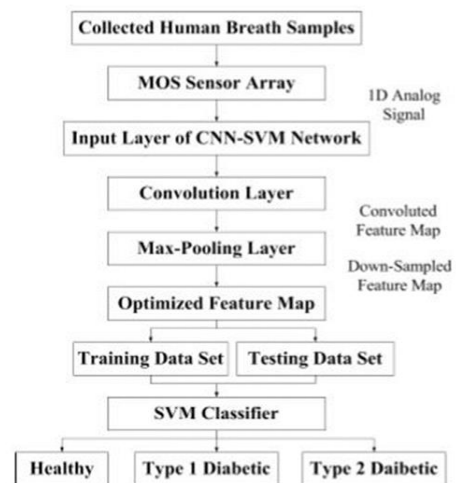 Collected Human Breath Samples
MOS Sensor Array
1D Analog
Signal
Input Layer of CNN-SVM Network
Convolution Layer
Convoluted
Feature Map
Max-Pooling Layer
Down-Sampled
Feature Map
Optimized Feature Map
Training Data Set
Testing Data Set
SVM Classifier
Healthy
Type 1 Diabetic
Type 2 Daibetic